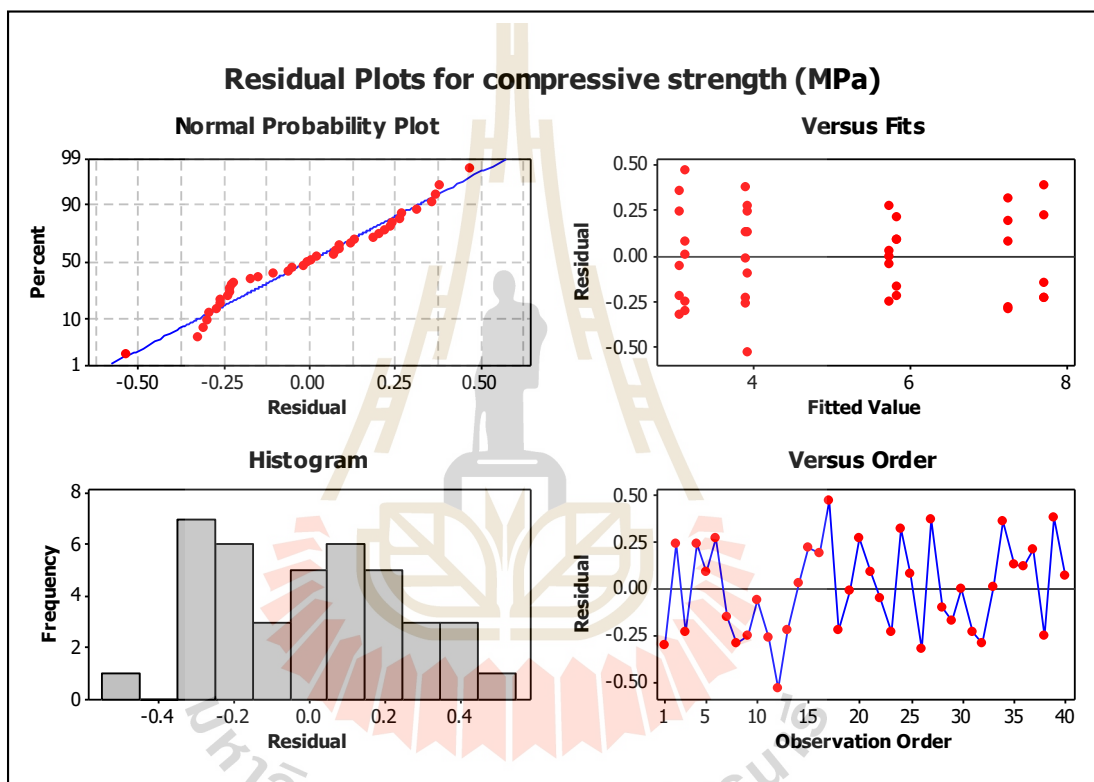 Residual Plots for compressive strength (MPa)
Normal Probability Plot
99
90
50
10
1
Percent
-0.50 -0.25 0.00 0.25 0.50
Residual
Versus Fits
0.50
0.25
0.00
-0.25
-0.50
Residual
4 6 8
Fitted Value
Histogram
8
6
4
2
0
Frequency
-0.4 -0.2 0.0 0.2 0.4
Residual
Versus Order
0.50
0.25
0.00
-0.25
-0.50
Residual
1 5 10 15 20 25 30 35 40
Observation Order